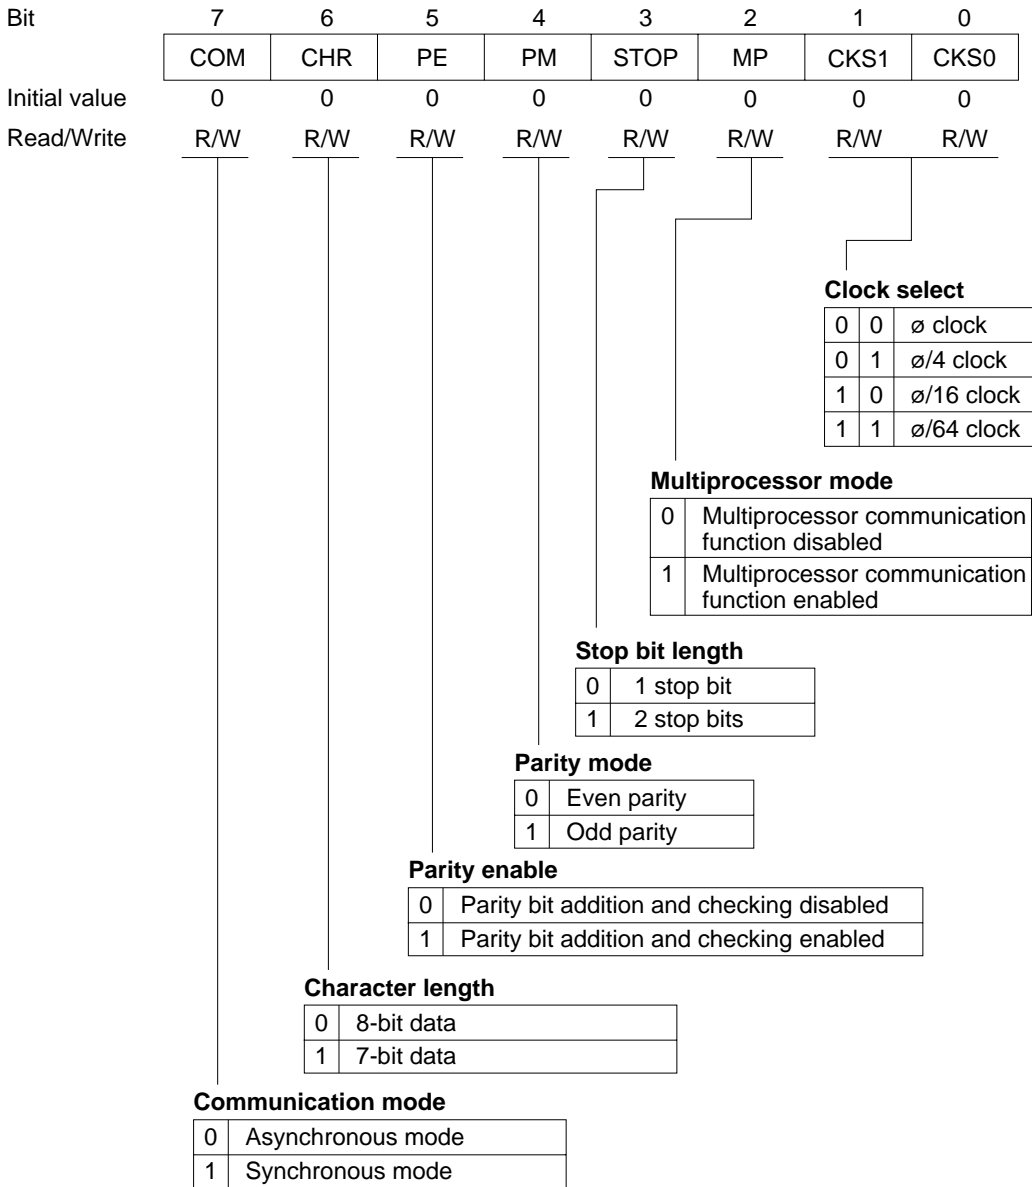 Bit 7 6 5 4 3 2 1 0
COM CHR PE PM STOP MP CKS1 CKS0
Initial value 0 0 0 0 0 0 0 0
Read/Write R/W R/W R/W R/W R/W R/W R/W R/W
Clock select
0 0 ø clock
0 1 ø/4 clock
1 0 ø/16 clock
1 1 ø/64 clock
Multiprocessor mode
0 Multiprocessor communication
function disabled
1 Multiprocessor communication
function enabled
Stop bit length
0 1 stop bit
1 2 stop bits
Parity mode
0 Even parity
1 Odd parity
Parity enable
0 Parity bit addition and checking disabled
1 Parity bit addition and checking enabled
Character length
0 8-bit data
1 7-bit data
Communication mode
0 Asynchronous mode
1 Synchronous mode